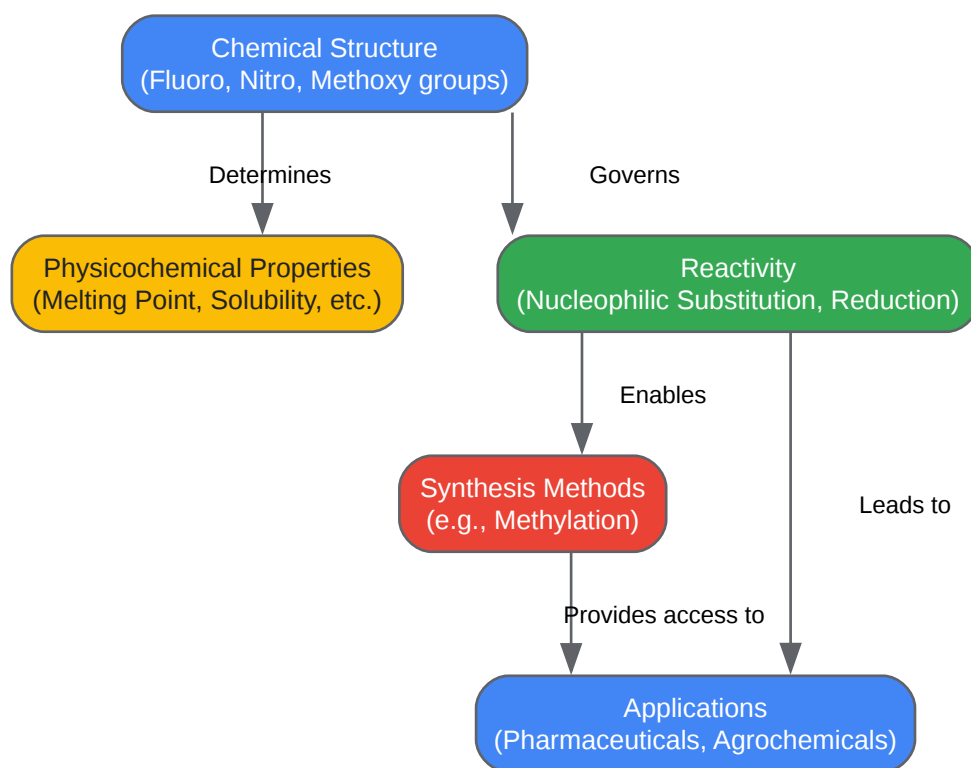 Chemical Structure
(Fluoro, Nitro, Methoxy groups)
Determines
Governs
Physicochemical Properties
(Melting Point, Solubility, etc.)
Reactivity
(Nucleophilic Substitution, Reduction)
Enables
Synthesis Methods
(e.g., Methylation)
Leads to
Provides access to
Applications
(Pharmaceuticals, Agrochemicals)